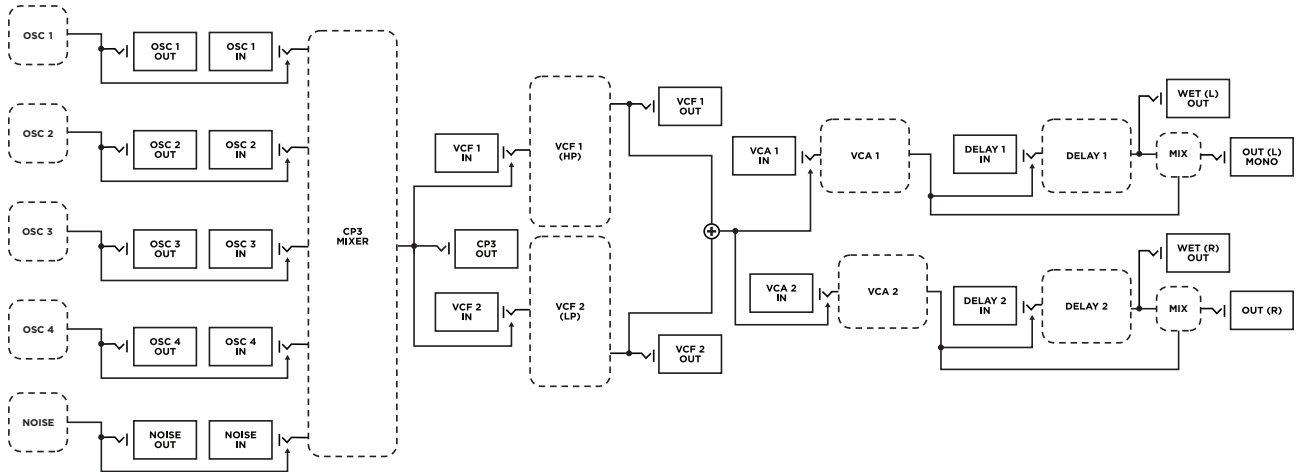 OSC 1
OSC 1
OUT
OSC 1
IN
OSC 2
OSC 2
OUT
OSC 2
IN
OSC 3
OSC 3
OUT
OSC 3
IN
OSC 4
OSC 4
OUT
OSC 4
IN
NOISE
NOISE
OUT
NOISE
IN
CP3
MIXER
VCF 1
IN
CP3
OUT
VCF 2
IN
VCF 1
(HP)
VCF 2
(LP)
VCF 1
OUT
VCF 2
OUT
VCA 1
IN
VCA 1
DELAY 1
IN
DELAY 1
WET (L)
OUT
MIX
OUT (L)
MONO
VCA 2
IN
VCA 2
DELAY 2
IN
DELAY 2
WET (R)
OUT
MIX
OUT (R)